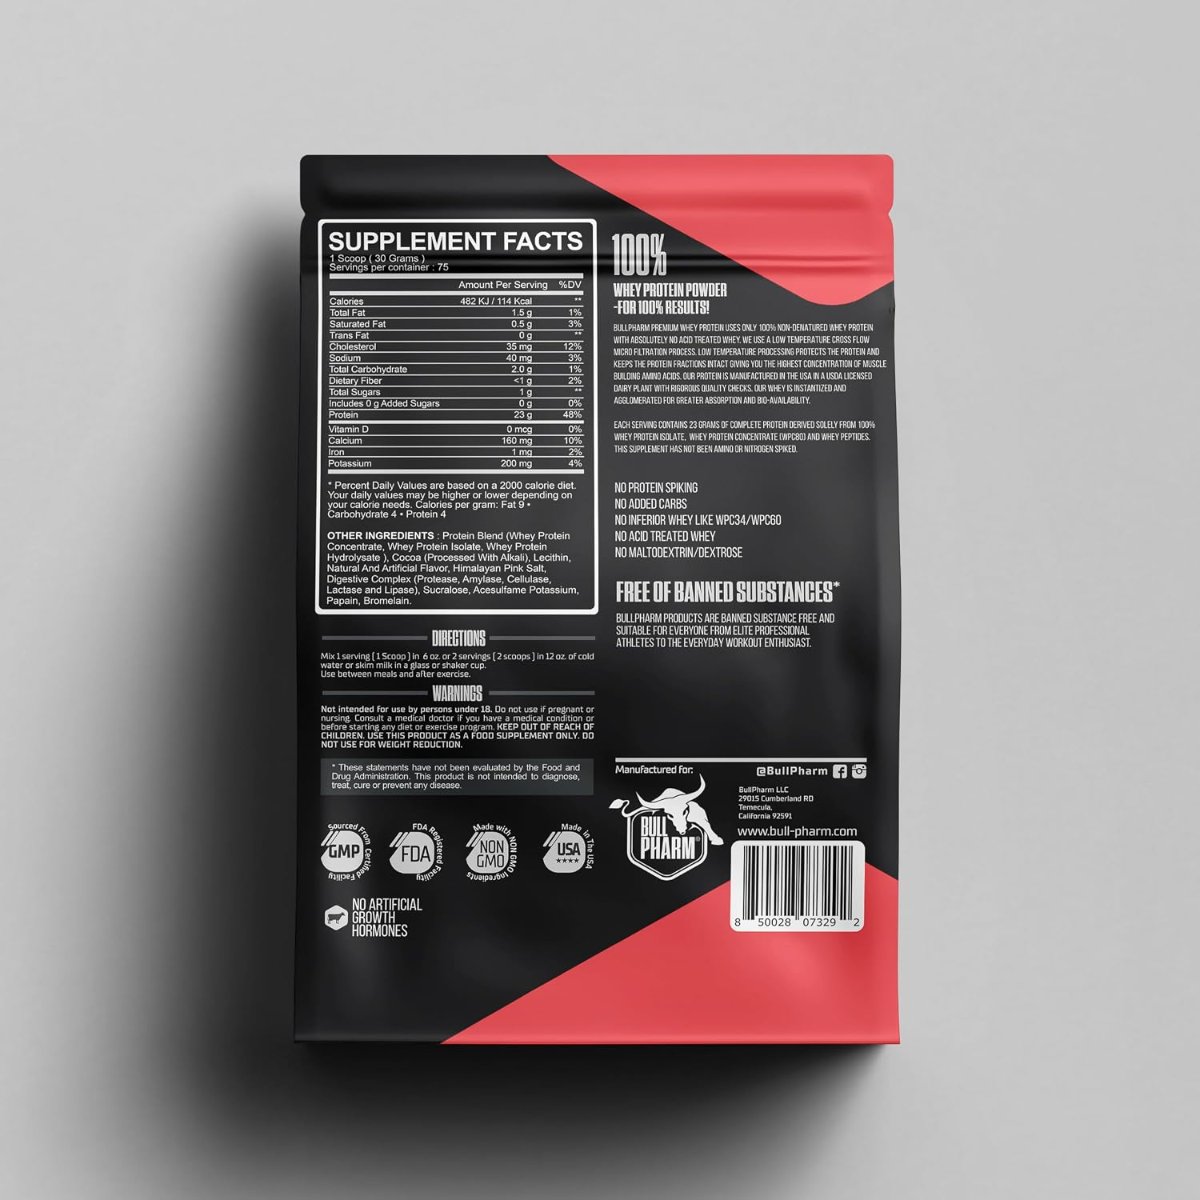 SUPPLEMENT FACTS
1 Scoop ( 30 Grams )
Servings per container : 75
Amount Per Serving %DV
Calories 482 KJ / 114 Kcal **
Total Fat 1.5 g 1%
Saturated Fat 0.5 g 3%
Trans Fat 0 g **
Cholesterol 35 mg 12%
Sodium 40 mg 3%
Total Carbohydrate 2.0 g 1%
Dietary Fiber <1 g 2%
Total Sugars 1 g **
Includes 0 g Added Sugars 0 g 0%
Protein 23 g 48%
Vitamin D 0 mcg 0%
Calcium 160 mg 10%
Iron 1 mg 2%
Potassium 200 mg 4%
* Percent Daily Values are based on a 2000 calorie diet.
Your daily values may be higher or lower depending on
your calorie needs. Calories per gram: Fat 9 •
Carbohydrate 4 • Protein 4
OTHER INGREDIENTS : Protein Blend (Whey Protein
Concentrate, Whey Protein Isolate, Whey Protein
Hydrolysate ), Cocoa (Processed With Alkali), Lecithin,
Natural And Artificial Flavor, Himalayan Pink Salt,
Digestive Complex (Protease, Amylase, Cellulase,
Lactase and Lipase), Sucralose, Acesulfame Potassium,
Papain, Bromelain.
DIRECTIONS
Mix 1 serving ( 1 Scoop ) in 6 oz. or 2 servings ( 2 scoops ) in 12 oz. of cold
water or skim milk in a glass or shaker cup.
Use between meals and after exercise.
WARNINGS
Not intended for use by persons under 18. Do not use if pregnant or
nursing. Consult a medical doctor if you have a medical condition or
before starting any diet or exercise program. KEEP OUT OF REACH OF
CHILDREN. USE THIS PRODUCT AS A FOOD SUPPLEMENT ONLY. DO
NOT USE FOR WEIGHT REDUCTION.
* These statements have not been evaluated by the Food and
Drug Administration. This product is not intended to diagnose,
treat, cure or prevent any disease.
Sourced From Certified Facility
GMP
FDA Registered Facility
FDA
Made with NON GMO Ingredients
NON
GMO
Made in The USA
USA
NO ARTIFICIAL
GROWTH
HORMONES
100%
WHEY PROTEIN POWDER
-FOR 100% RESULTS!
BULLPHARM PREMIUM WHEY PROTEIN USES ONLY 100% NON-DENATURED WHEY PROTEIN
WITH ABSOLUTELY NO ACID TREATED WHEY. WE USE A LOW TEMPERATURE CROSS FLOW
MICRO FILTRATION PROCESS. LOW TEMPERATURE PROCESSING PROTECTS THE PROTEIN AND
KEEPS THE PROTEIN FRACTIONS INTACT GIVING YOU THE HIGHEST CONCENTRATION OF MUSCLE
BUILDING AMINO ACIDS. OUR PROTEIN IS MANUFACTURED IN THE USA IN A USDA LICENSED
DAIRY PLANT WITH RIGOROUS QUALITY CHECKS. OUR WHEY IS INSTANTIZED AND
AGGLOMERATED FOR GREATER ABSORPTION AND BIO-AVAILABILITY.
EACH SERVING CONTAINS 23 GRAMS OF COMPLETE PROTEIN DERIVED SOLELY FROM 100%
WHEY PROTEIN ISOLATE, WHEY PROTEIN CONCENTRATE (WPC80) AND WHEY PEPTIDES.
THIS SUPPLEMENT HAS NOT BEEN AMINO OR NITROGEN SPIKED.
NO PROTEIN SPIKING
NO ADDED CARBS
NO INFERIOR WHEY LIKE WPC34/WPC60
NO ACID TREATED WHEY
NO MALTODEXTRIN/DEXTROSE
FREE OF BANNED SUBSTANCES*
BULLPHARM PRODUCTS ARE BANNED SUBSTANCE FREE AND
SUITABLE FOR EVERYONE FROM ELITE PROFESSIONAL
ATHLETES TO THE EVERYDAY WORKOUT ENTHUSIAST.
Manufactured for:
@BullPharm
BULL
PHARM
BullPharm LLC
29015 Cumberland RD
Temecula,
California 92591
www.bull-pharm.com
8 50028 07329 2